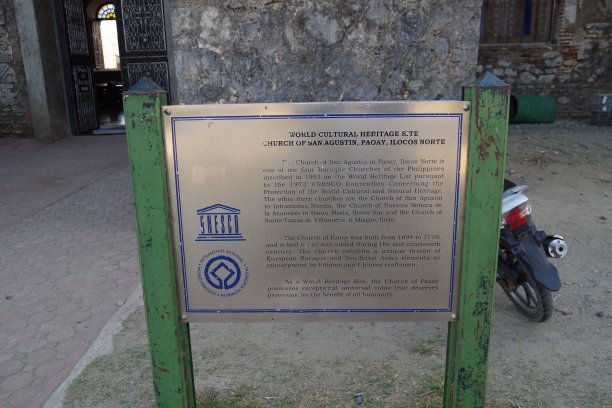 WORLD CULTURAL HERITAGE SITE
CHURCH OF SAN AGUSTIN, PAOAY, ILOCOS NORTE
The Church of San Agustin in Paoay, Ilocos Norte is
one of the four Baroque Churches of the Philippines
inscribed in 1993 on the World Heritage List pursuant
to the 1972 UNESCO Convention Concerning the
Protection of the World Cultural and Natural Heritage.
The other three churches are the Church of San Agustin
in Intramuros, Manila, the Church of Nuestra Señora de
la Asuncion in Santa Maria, Ilocos Sur and the Church of
Santo Tomas de Villanueva in Miagao, Iloilo.
The Church of Paoay was built from 1694 to 1710,
and its bell tower was added during the mid-nineteenth
century. The church exhibits a unique fusion of
European Baroque and Southeast Asian elements as
reinterpreted by Filipino and Chinese craftsmen.
As a World Heritage Site, the Church of Paoay
possesses exceptional universal value that deserves
protection for the benefit of all humanity.
UNESCO
WORLD HERITAGE
PATRIMOINE MONDIAL